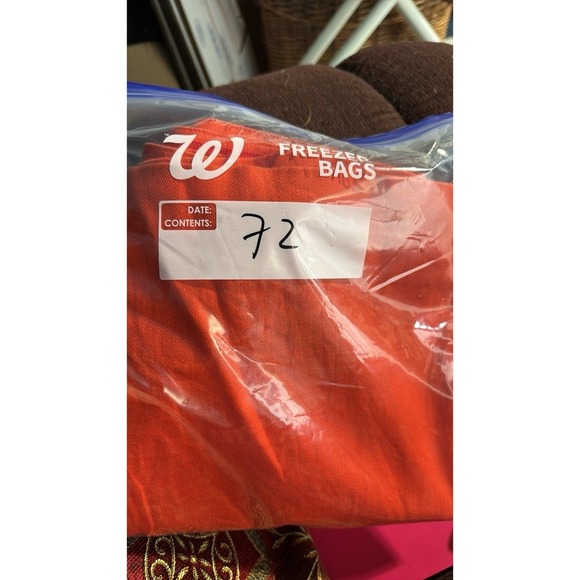 W
FREEZER
BAGS
DATE:
CONTENTS:
72